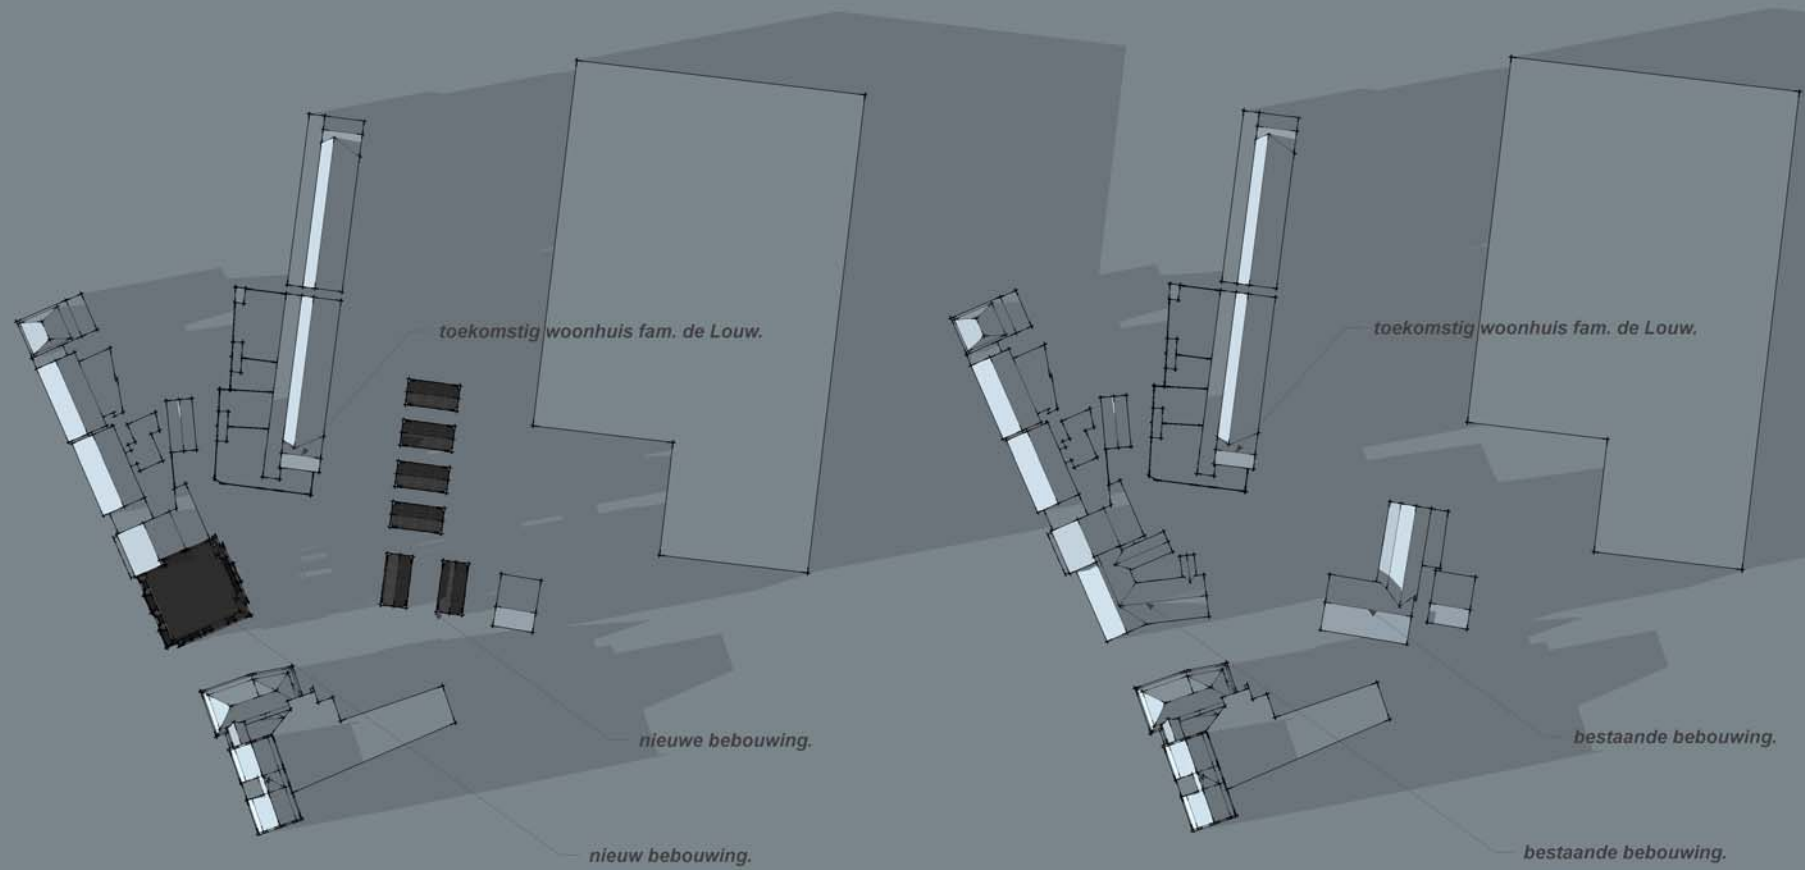 toekomstig woonhuis fam. de Louw.
nieuwe bebouwing.
nieuw bebouwing.
toekomstig woonhuis fam. de Louw.
bestaande bebouwing.
bestaande bebouwing.